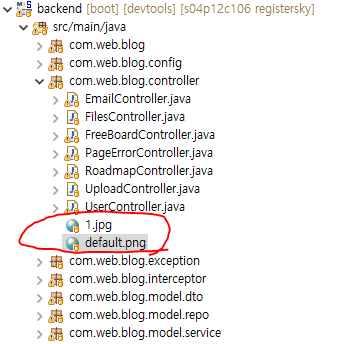 backend [boot] [devtools] [s04p12c106 registersky]
src/main/java
com.web.blog
com.web.blog.config
com.web.blog.controller
EmailController.java
FilesController.java
FreeBoardController.java
PageErrorController.java
RoadmapController.java
UploadController.java
UserController.java
1.jpg
default.png
com.web.blog.exception
com.web.blog.interceptor
com.web.blog.model.dto
com.web.blog.model.repo
com.web.blog.model.service